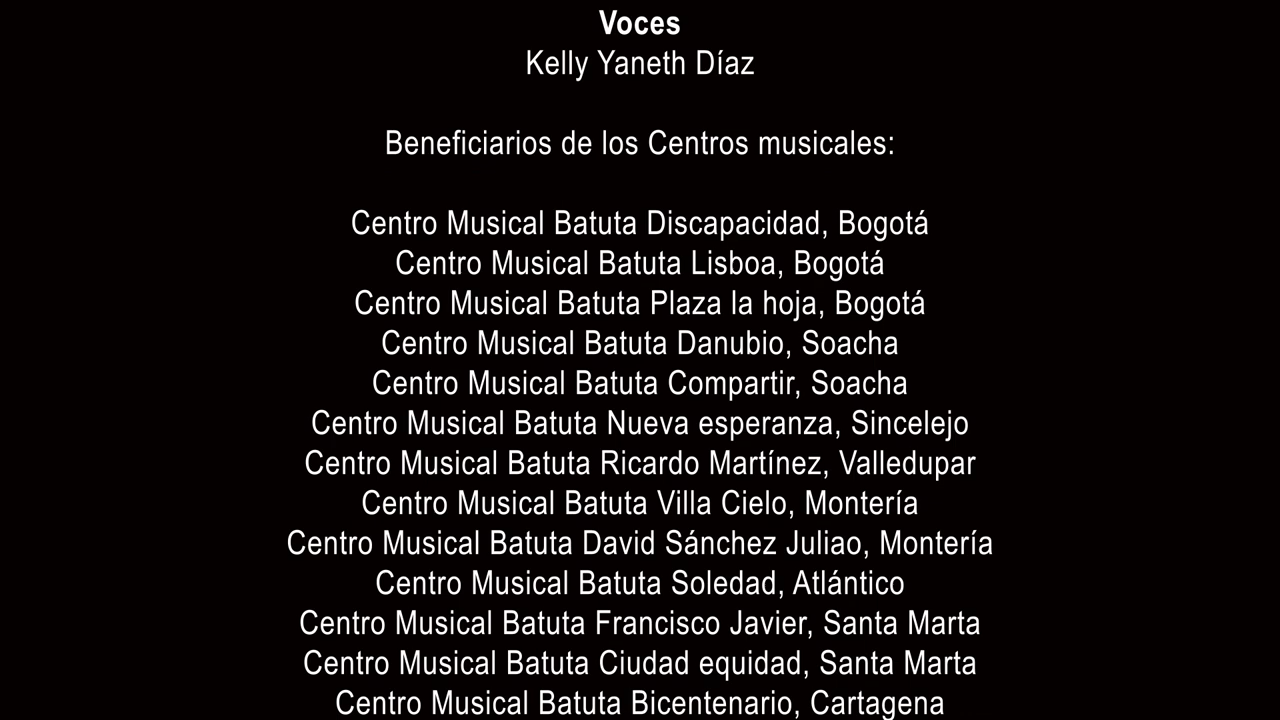 Voces
Kelly Yaneth Díaz
Beneficiarios de los Centros musicales:
Centro Musical Batuta Discapacidad, Bogotá
Centro Musical Batuta Lisboa, Bogotá
Centro Musical Batuta Plaza la hoja, Bogotá
Centro Musical Batuta Danubio, Soacha
Centro Musical Batuta Compartir, Soacha
Centro Musical Batuta Nueva esperanza, Sincelejo
Centro Musical Batuta Ricardo Martínez, Valledupar
Centro Musical Batuta Villa Cielo, Montería
Centro Musical Batuta David Sánchez Juliao, Montería
Centro Musical Batuta Soledad, Atlántico
Centro Musical Batuta Francisco Javier, Santa Marta
Centro Musical Batuta Ciudad equidad, Santa Marta
Centro Musical Batuta Bicentenario, Cartagena